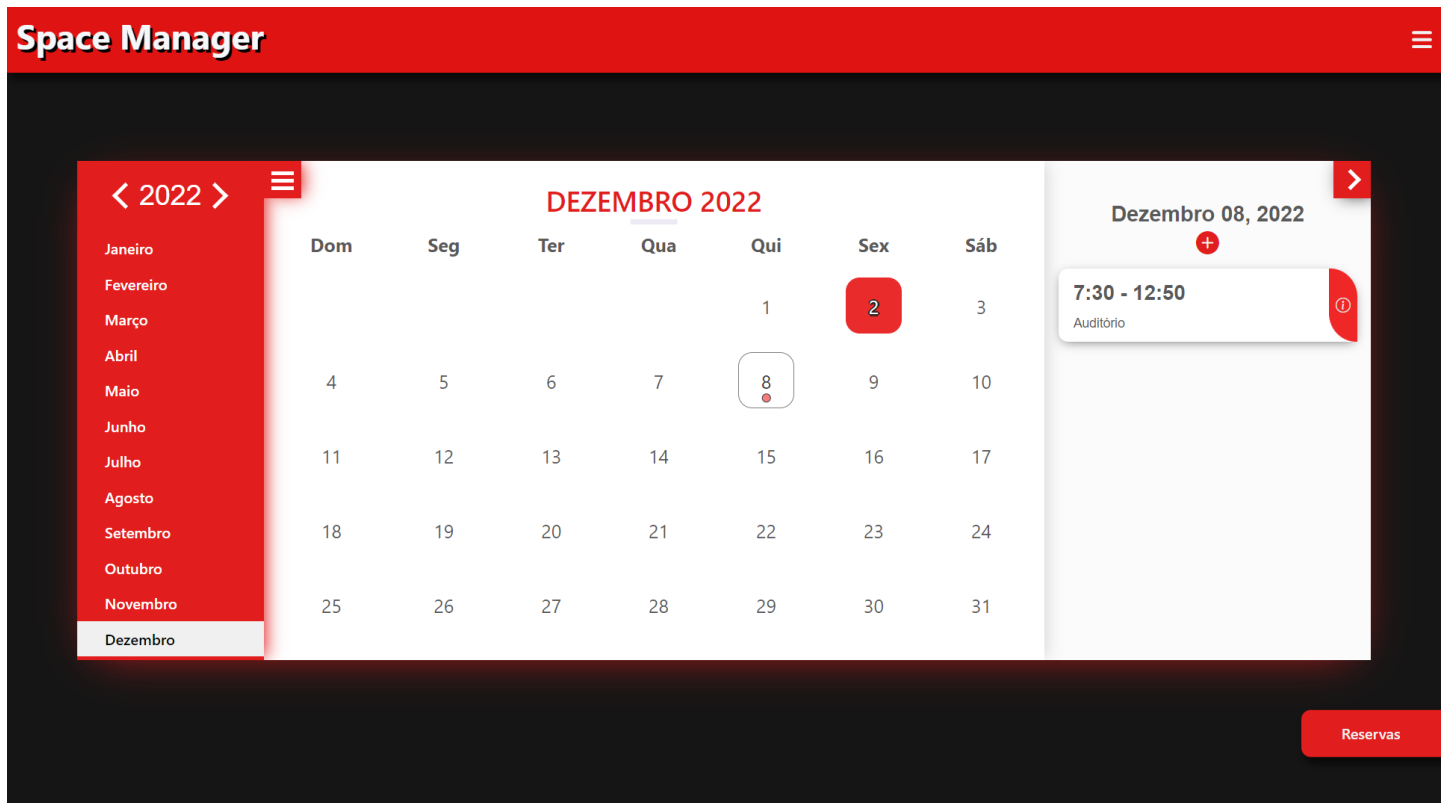 Space Manager
2022
Janeiro
Fevereiro
Março
Abril
Maio
Junho
Julho
Agosto
Setembro
Outubro
Novembro
Dezembro
DEZEMBRO 2022
Dom Seg Ter Qua Qui Sex Sáb
1 2 3
4 5 6 7 8 9 10
11 12 13 14 15 16 17
18 19 20 21 22 23 24
25 26 27 28 29 30 31
Dezembro 08, 2022
7:30 - 12:50
Auditório
Reservas